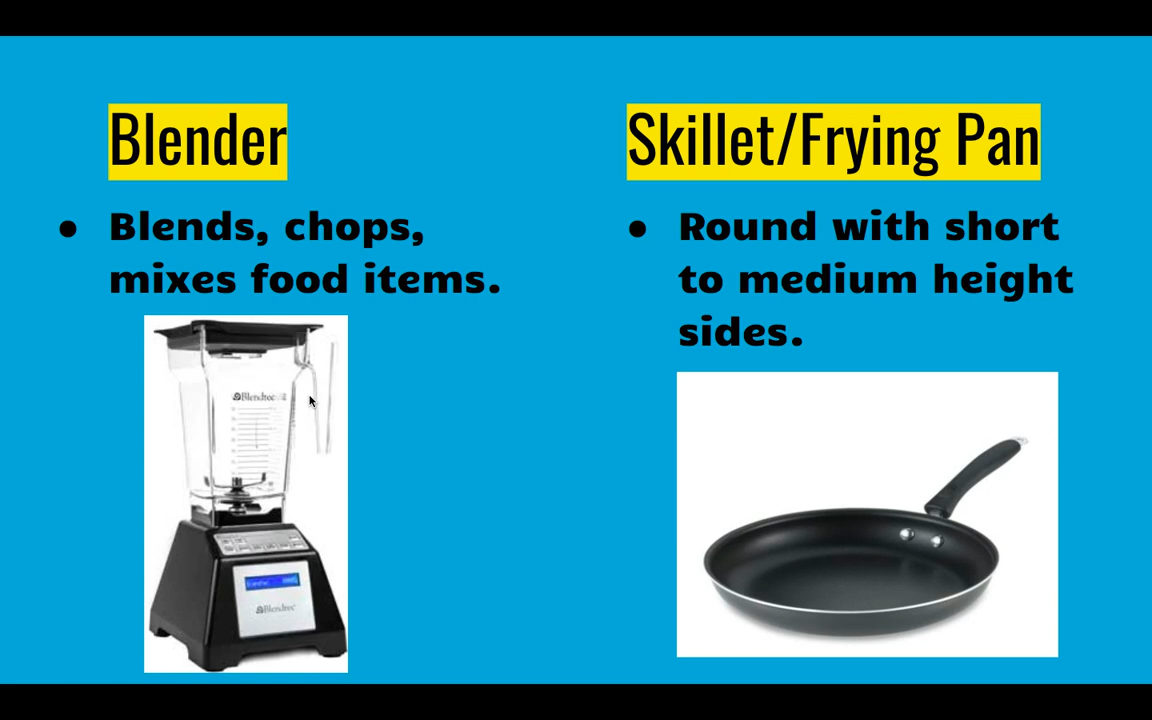 Blender
Blends, chops,
mixes food items.
Blendtec
Blendtec
Skillet/Frying Pan
Round with short
to medium height
sides.